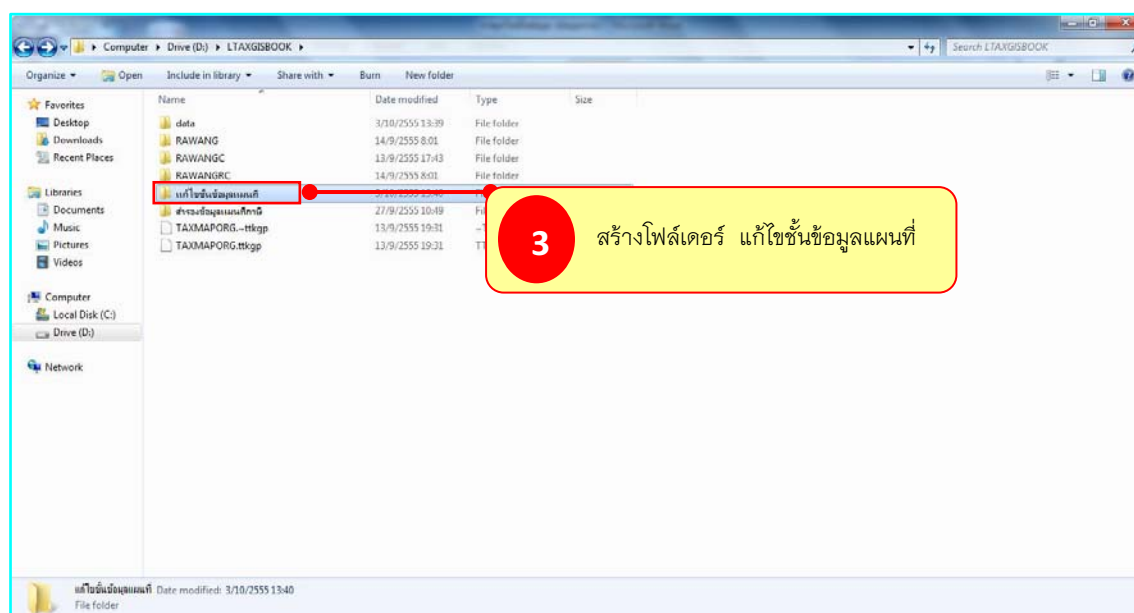 Computer ▸ Drive (D:) ▸ LTAXGISBOOK ▸
Search LTAXGISBOOK
Organize Open Include in library Share with Burn New folder
Name Date modified Type Size
Favorites
Desktop
Downloads
Recent Places
Libraries
Documents
Music
Pictures
Videos
Computer
Local Disk (C:)
Drive (D:)
Network
data 3/10/2555 13:39 File folder
RAWANG 14/9/2555 8:01 File folder
RAWANGC 13/9/2555 17:43 File folder
RAWANGRC 14/9/2555 8:01 File folder
แก้ไขชั้นข้อมูลแผนที่ 3/10/2555 13:40
สำรองข้อมูลแผนที่ภาษี 27/9/2555 10:49
TAXMAPORG.~ttkgp 13/9/2555 19:31
TAXMAPORG.ttkgp 13/9/2555 19:31
3 สร้างโฟล์เดอร์ แก้ไขชั้นข้อมูลแผนที่
แก้ไขชั้นข้อมูลแผนที่ Date modified: 3/10/2555 13:40
File folder